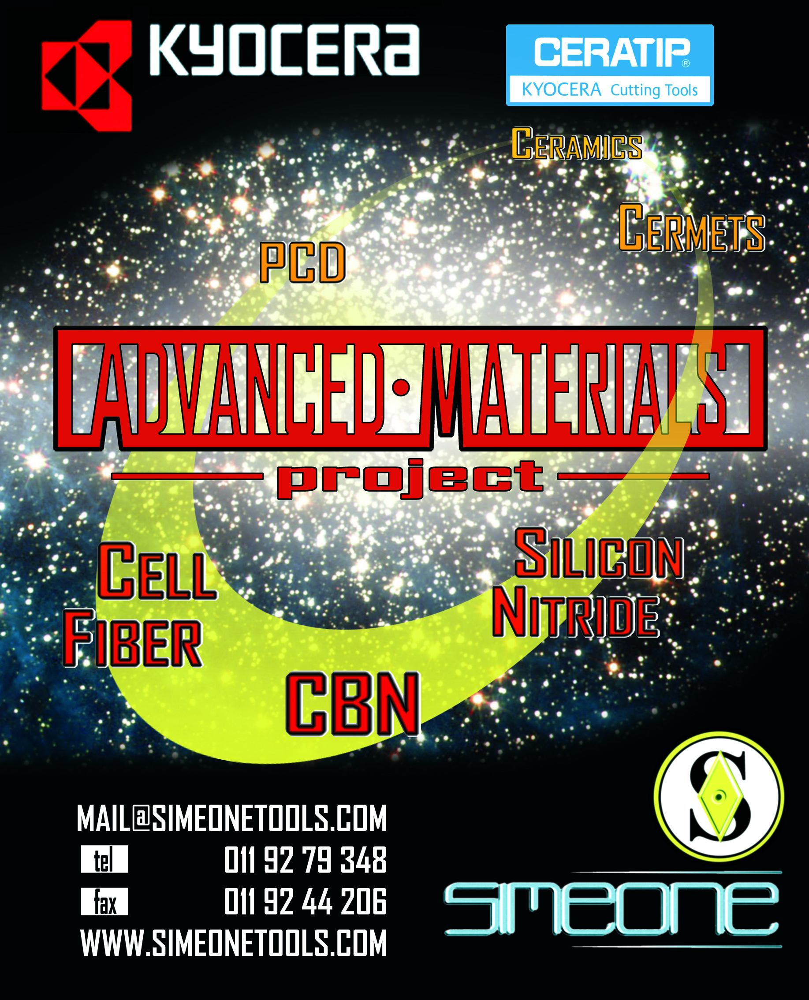 KYOCERA
CERATIP®
KYOCERA Cutting Tools
CERAMICS
CERMETS
PCD
ADVANCED·MATERIALS
project
CELL
FIBER
SILICON
NITRIDE
CBN
S
MAIL@SIMEONETOOLS.COM
tel 011 92 79 348
fax 011 92 44 206
WWW.SIMEONETOOLS.COM
SIMEONE